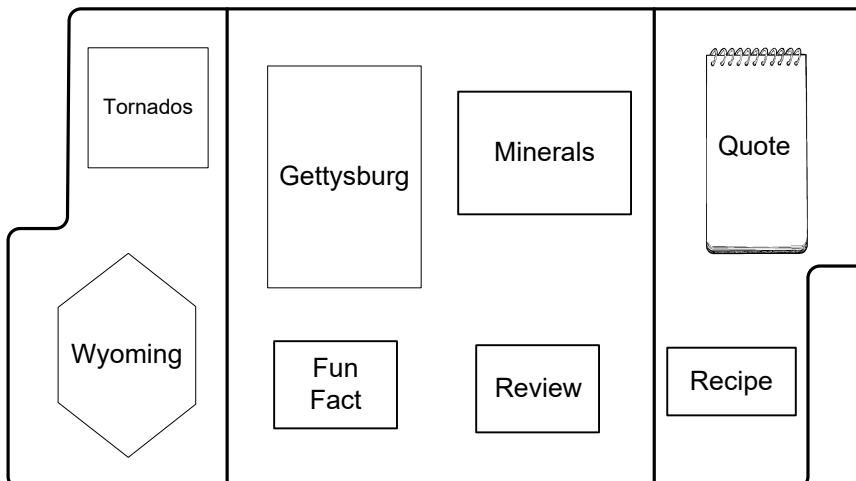 Tornados
Gettysburg
Minerals
Quote
Wyoming
Fun
Fact
Review
Recipe